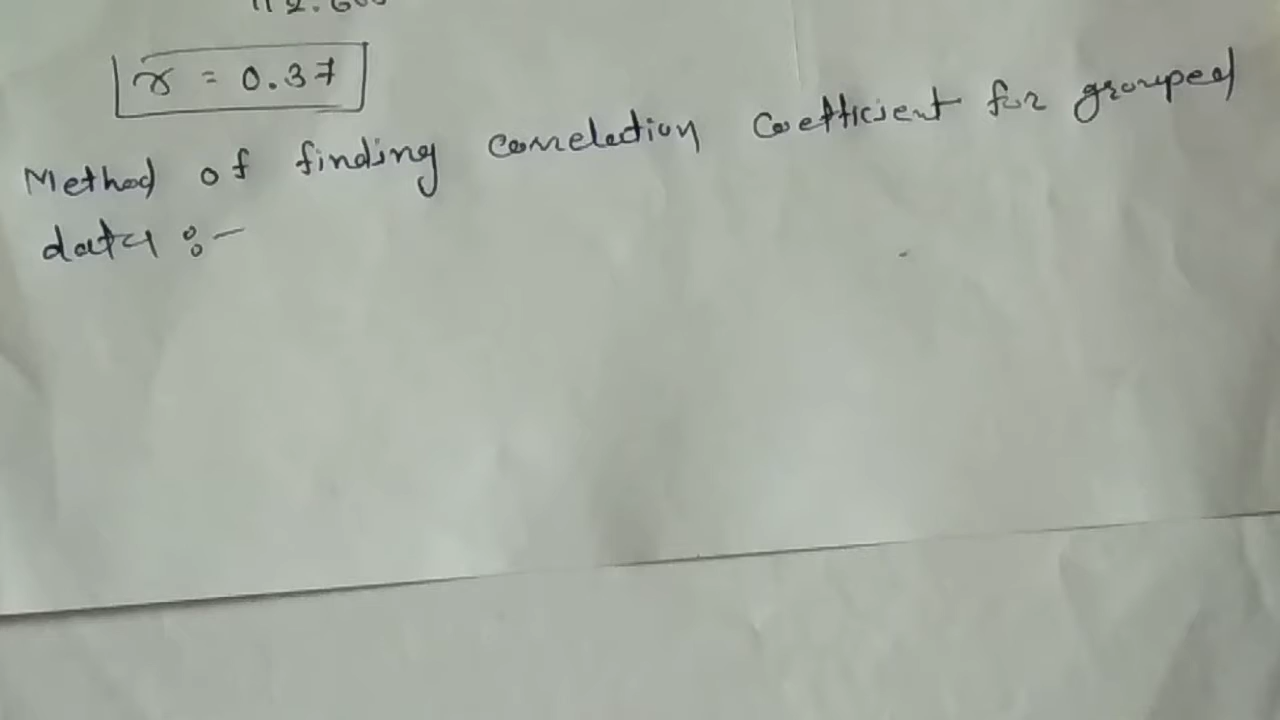 r = 0.37
Method of finding correlation Coefficient for grouped
data :-